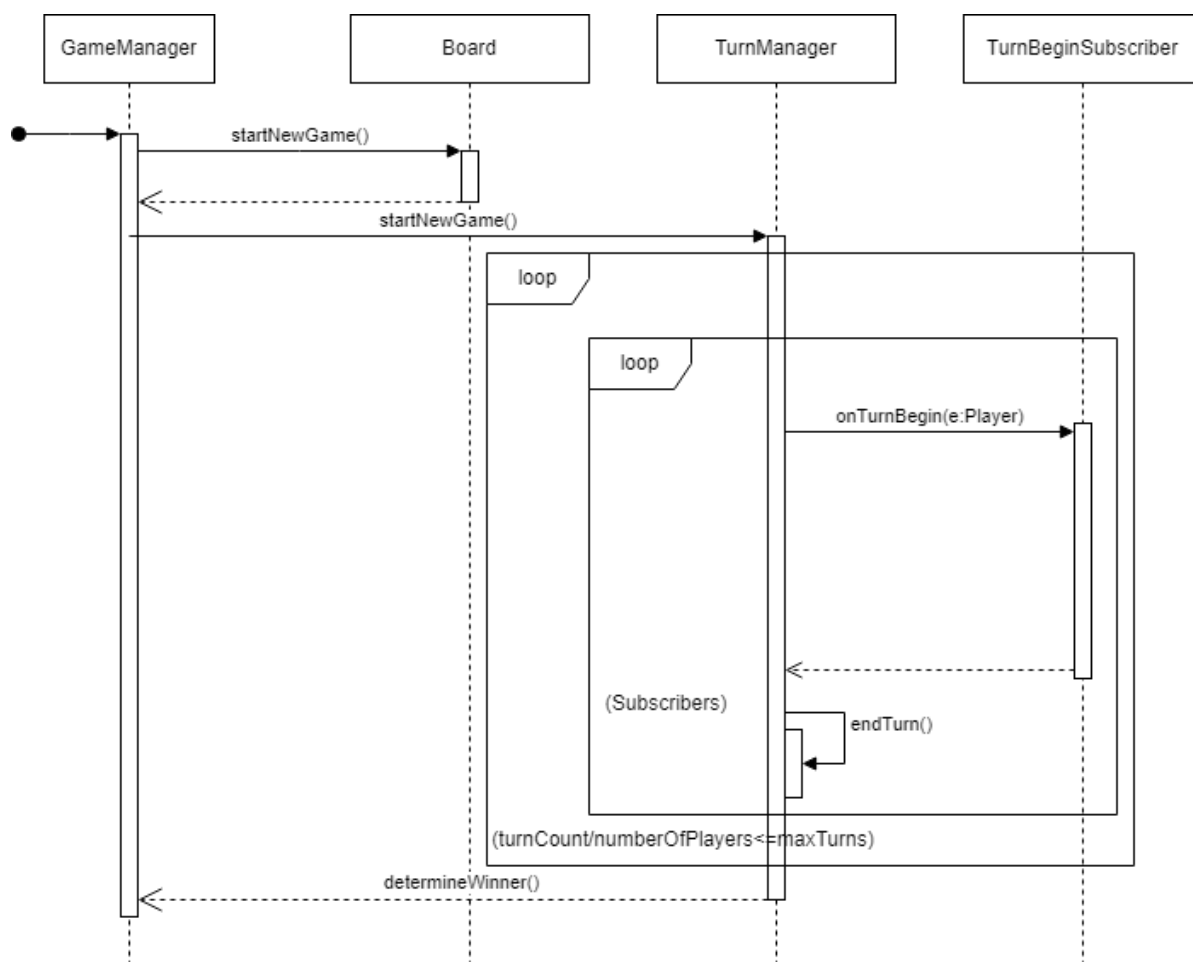 GameManager
Board
TurnManager
TurnBeginSubscriber
startNewGame()
startNewGame()
loop
loop
onTurnBegin(e:Player)
(Subscribers)
endTurn()
(turnCount/numberOfPlayers<=maxTurns)
determineWinner()